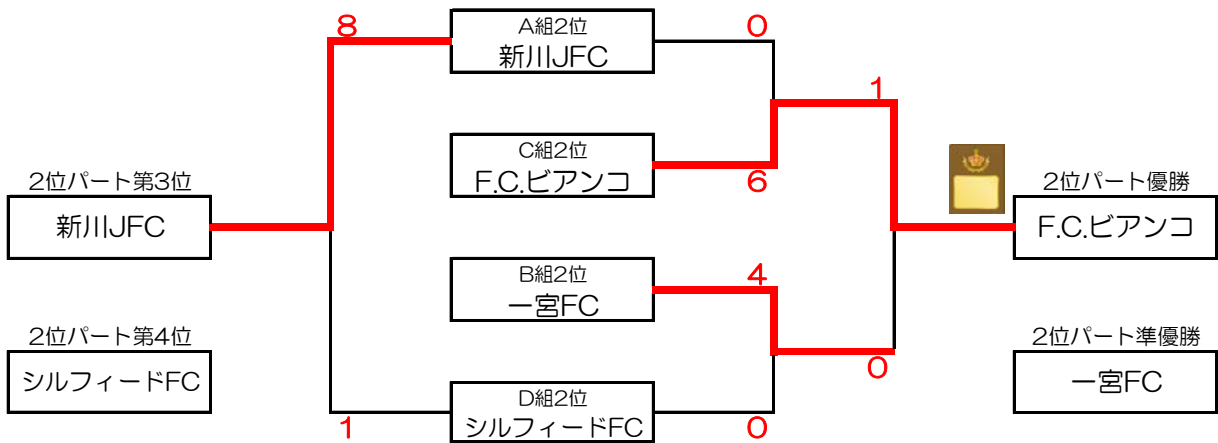 8
A組2位
新川JFC
0
1
C組2位
F.C.ビアンコ
6
2位パート第3位
新川JFC
2位パート優勝
F.C.ビアンコ
B組2位
一宮FC
4
2位パート第4位
シルフィードFC
0
2位パート準優勝
一宮FC
D組2位
シルフィードFC
1
0